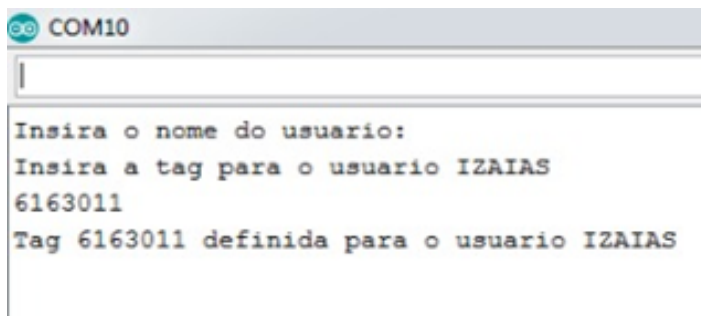 COM10
Insira o nome do usuario:
Insira a tag para o usuario IZAIAS
6163011
Tag 6163011 definida para o usuario IZAIAS